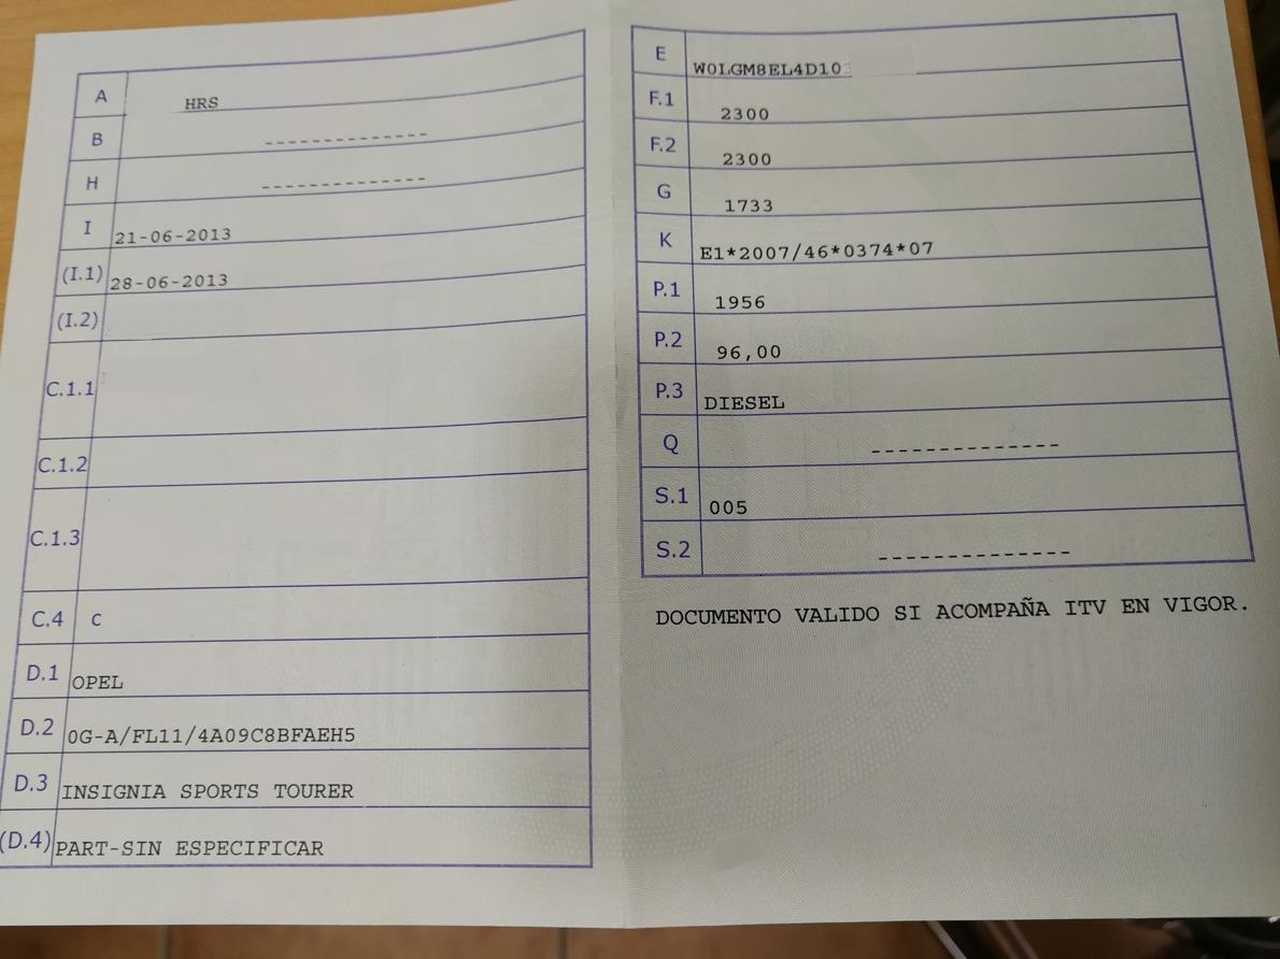 A HRS
B --------------
H --------------
I 21-06-2013
(I.1) 28-06-2013
(I.2)
C.1.1
C.1.2
C.1.3
C.4 c
D.1 OPEL
D.2 0G-A/FL11/4A09C8BFAEH5
D.3 INSIGNIA SPORTS TOURER
(D.4) PART-SIN ESPECIFICAR
E W0LGM8EL4D10
F.1 2300
F.2 2300
G 1733
K E1*2007/46*0374*07
P.1 1956
P.2 96,00
P.3 DIESEL
Q --------------
S.1 005
S.2 --------------
DOCUMENTO VALIDO SI ACOMPAÑA ITV EN VIGOR.